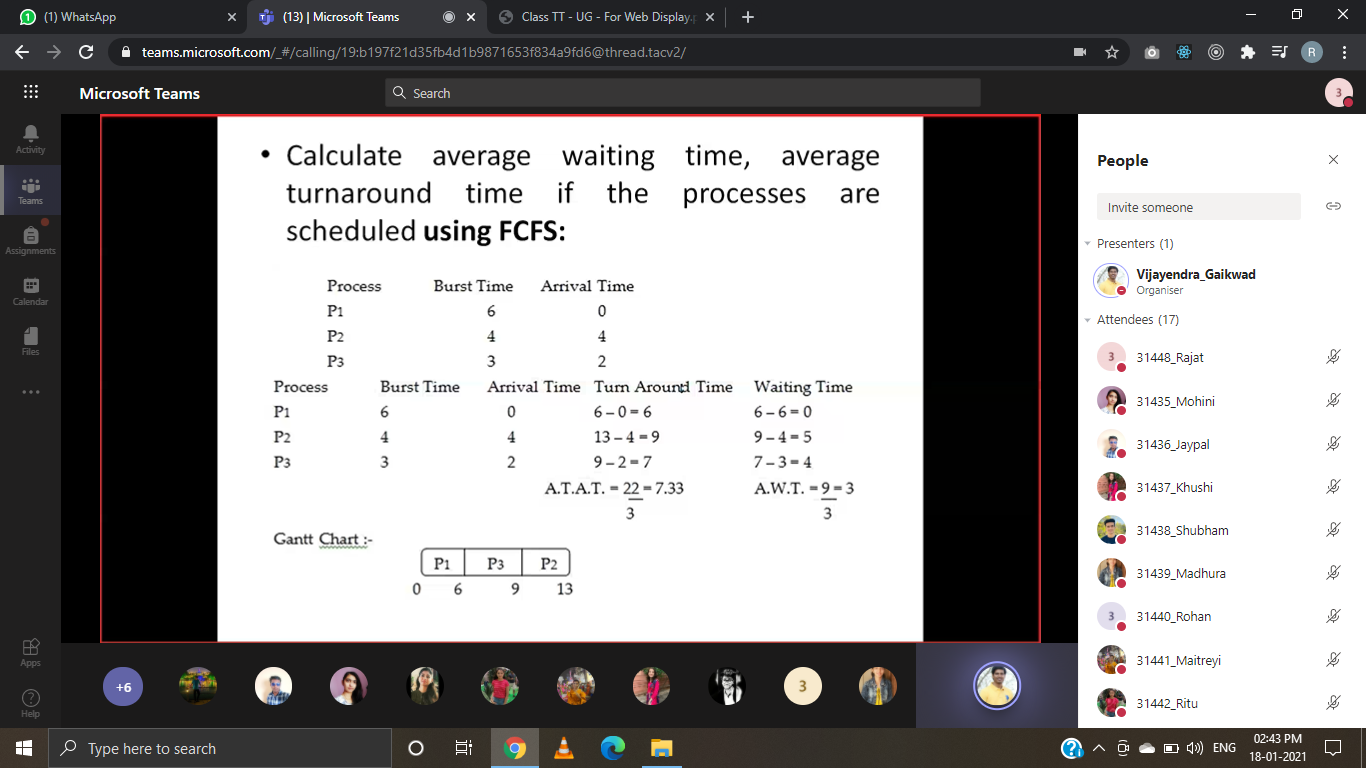 (1) WhatsApp
(13) | Microsoft Teams
Class TT - UG - For Web Display.p
teams.microsoft.com/_#/calling/19:b197f21d35fb4d1b9871653f834a9fd6@thread.tacv2/
R
Microsoft Teams
Search
3
Activity
Teams
Assignments
Calendar
Files
Apps
Help
• Calculate average waiting time, average
turnaround time if the processes are
scheduled using FCFS:
Process Burst Time Arrival Time
P1 6 0
P2 4 4
P3 3 2
Process Burst Time Arrival Time Turn Around Time Waiting Time
P1 6 0 6 – 0 = 6 6 – 6 = 0
P2 4 4 13 – 4 = 9 9 – 4 = 5
P3 3 2 9 – 2 = 7 7 – 3 = 4
A.T.A.T. = 22 = 7.33 A.W.T. = 9 = 3
3 3
Gantt Chart :-
P1 P3 P2
0 6 9 13
+6
3
People
Invite someone
Presenters (1)
Vijayendra_Gaikwad
Organiser
Attendees (17)
3 31448_Rajat
31435_Mohini
31436_Jaypal
31437_Khushi
31438_Shubham
31439_Madhura
3 31440_Rohan
31441_Maitreyi
31442_Ritu
Type here to search
ENG
02:43 PM
18-01-2021